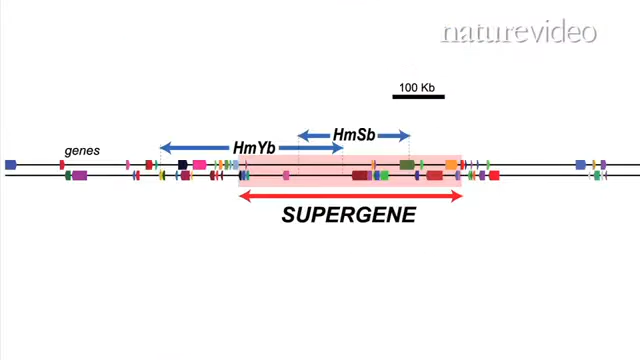 naturevideo
100 Kb
HmSb
genes
HmYb
SUPERGENE